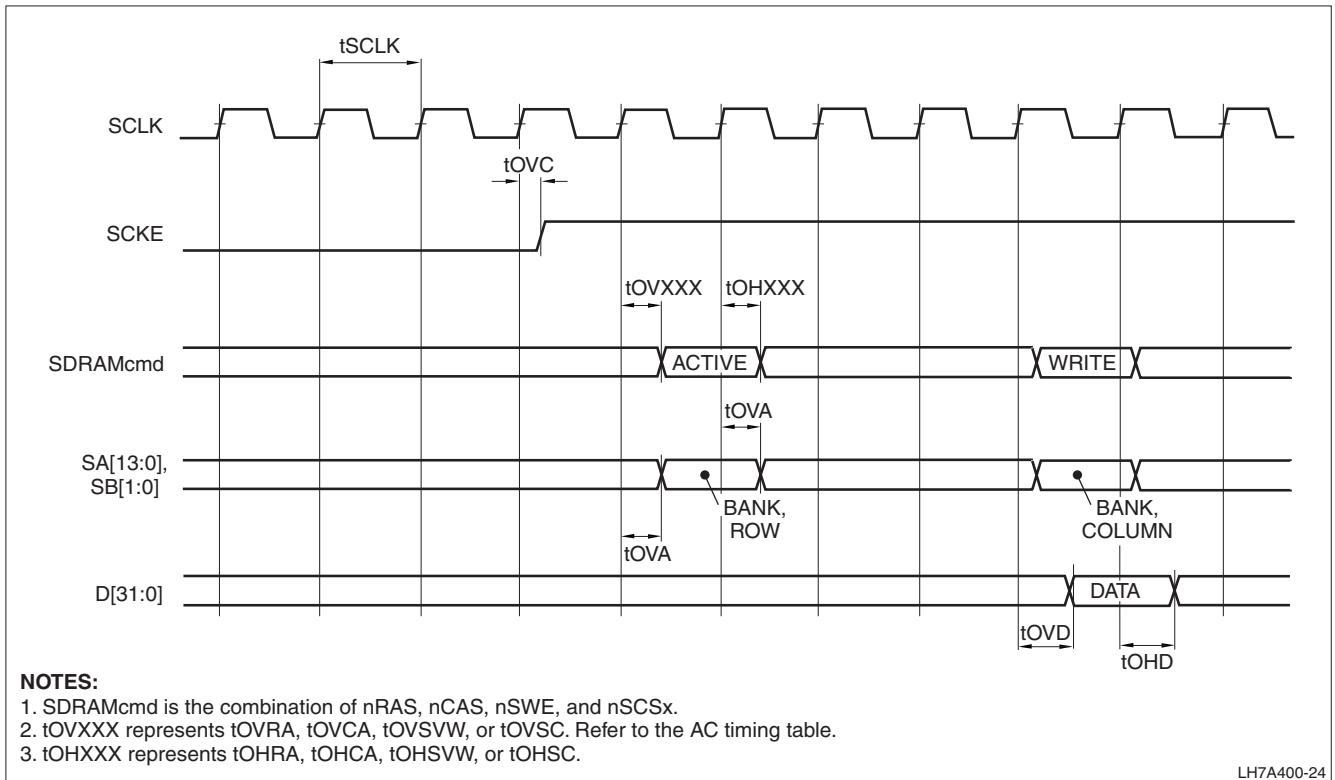 tSCLK
SCLK
tOVC
SCKE
tOVXXX
tOHXXX
SDRAMcmd
ACTIVE
WRITE
tOVA
SA[13:0],
SB[1:0]
BANK,
ROW
BANK,
COLUMN
tOVA
D[31:0]
DATA
tOVD
tOHD
NOTES:
1. SDRAMcmd is the combination of nRAS, nCAS, nSWE, and nSCSx.
2. tOVXXX represents tOVRA, tOVCA, tOVSVW, or tOVSC. Refer to the AC timing table.
3. tOHXXX represents tOHRA, tOHCA, tOHSVW, or tOHSC.
LH7A400-24